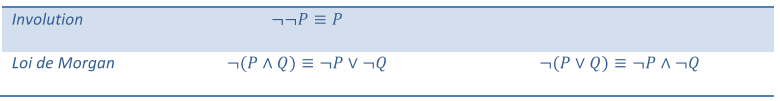 Involution ¬¬P ≡ P
Loi de Morgan ¬(P ∧ Q) ≡ ¬P ∨ ¬Q ¬(P ∨ Q) ≡ ¬P ∧ ¬Q